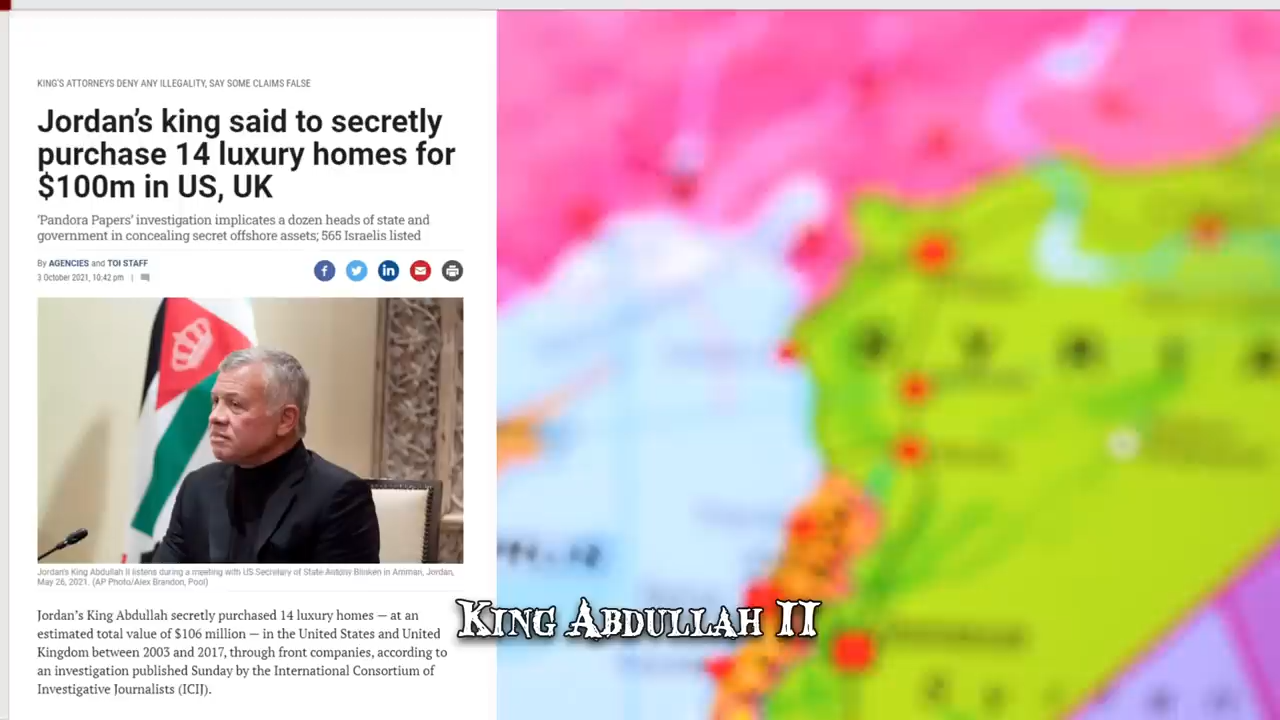 KING'S ATTORNEYS DENY ANY ILLEGALITY, SAY SOME CLAIMS FALSE
Jordan's king said to secretly
purchase 14 luxury homes for
$100m in US, UK
'Pandora Papers' investigation implicates a dozen heads of state and
government in concealing secret offshore assets; 565 Israelis listed
By AGENCIES and TOI STAFF
3 October 2021, 10:42 pm |
Jordan's King Abdullah II listens during a meeting with US Secretary of State Antony Blinken in Amman, Jordan,
May 26, 2021. (AP Photo/Alex Brandon, Pool)
Jordan's King Abdullah secretly purchased 14 luxury homes — at an
estimated total value of $106 million — in the United States and United
Kingdom between 2003 and 2017, through front companies, according to
an investigation published Sunday by the International Consortium of
Investigative Journalists (ICIJ).
King Abdullah II